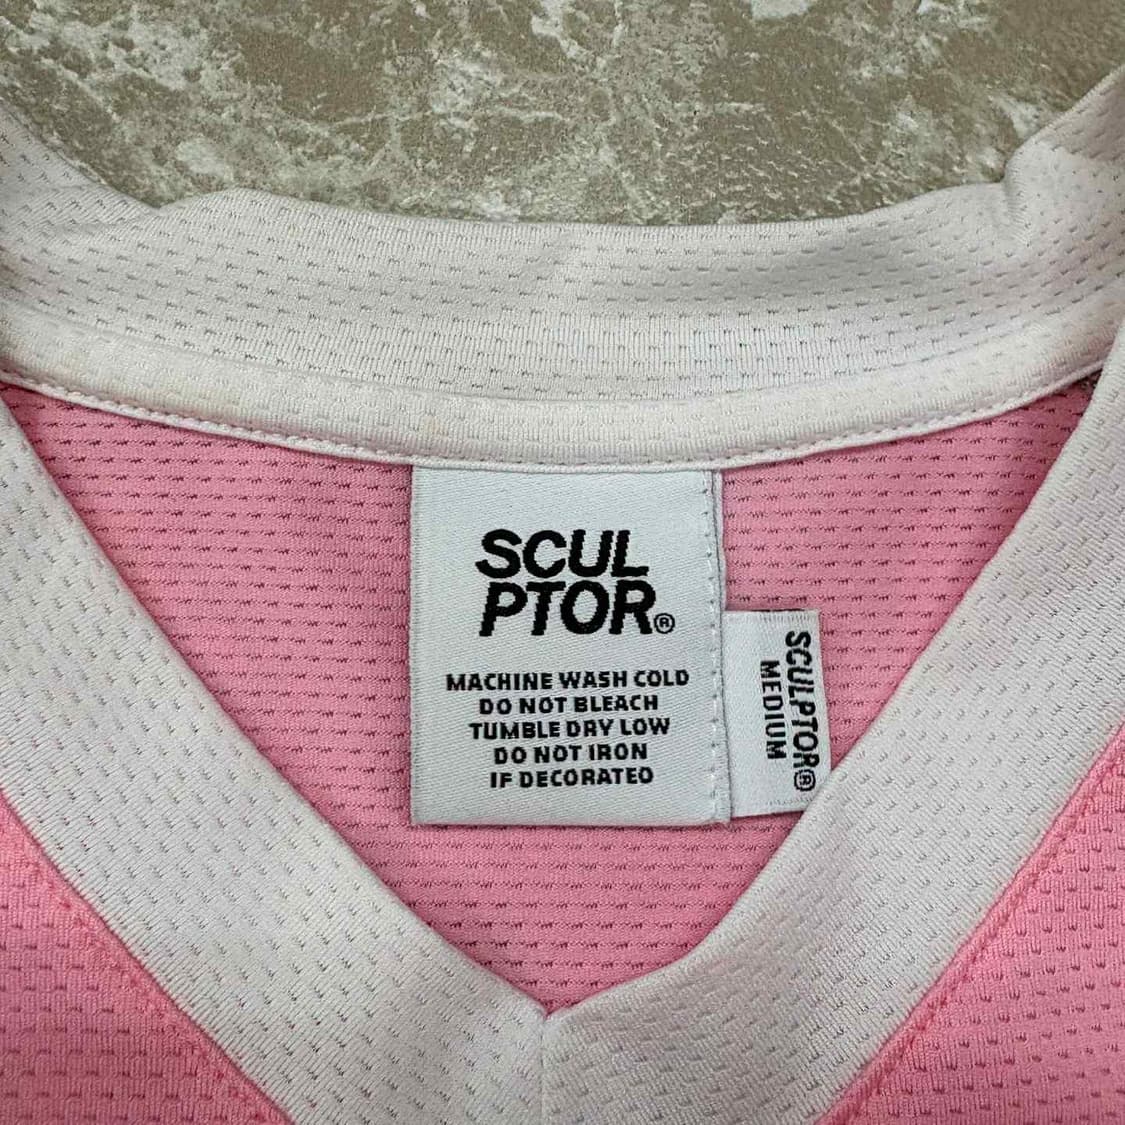 SCUL
PTOR®
MACHINE WASH COLD
DO NOT BLEACH
TUMBLE DRY LOW
DO NOT IRON
IF DECORATED
SCULPTOR®
MEDIUM